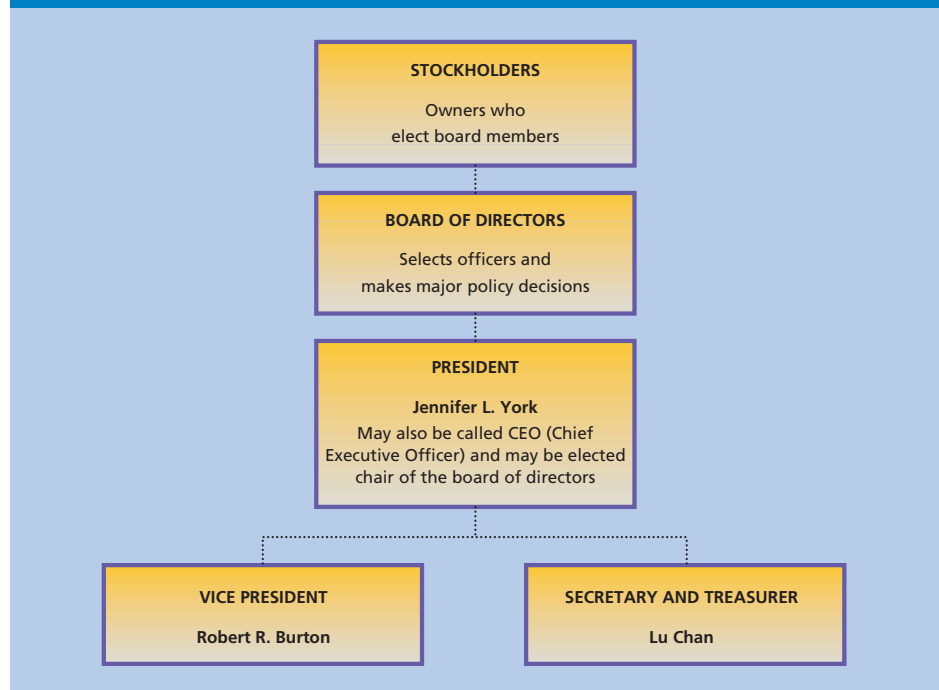 STOCKHOLDERS
Owners who
elect board members
BOARD OF DIRECTORS
Selects officers and
makes major policy decisions
PRESIDENT
Jennifer L. York
May also be called CEO (Chief
Executive Officer) and may be elected
chair of the board of directors
VICE PRESIDENT
Robert R. Burton
SECRETARY AND TREASURER
Lu Chan